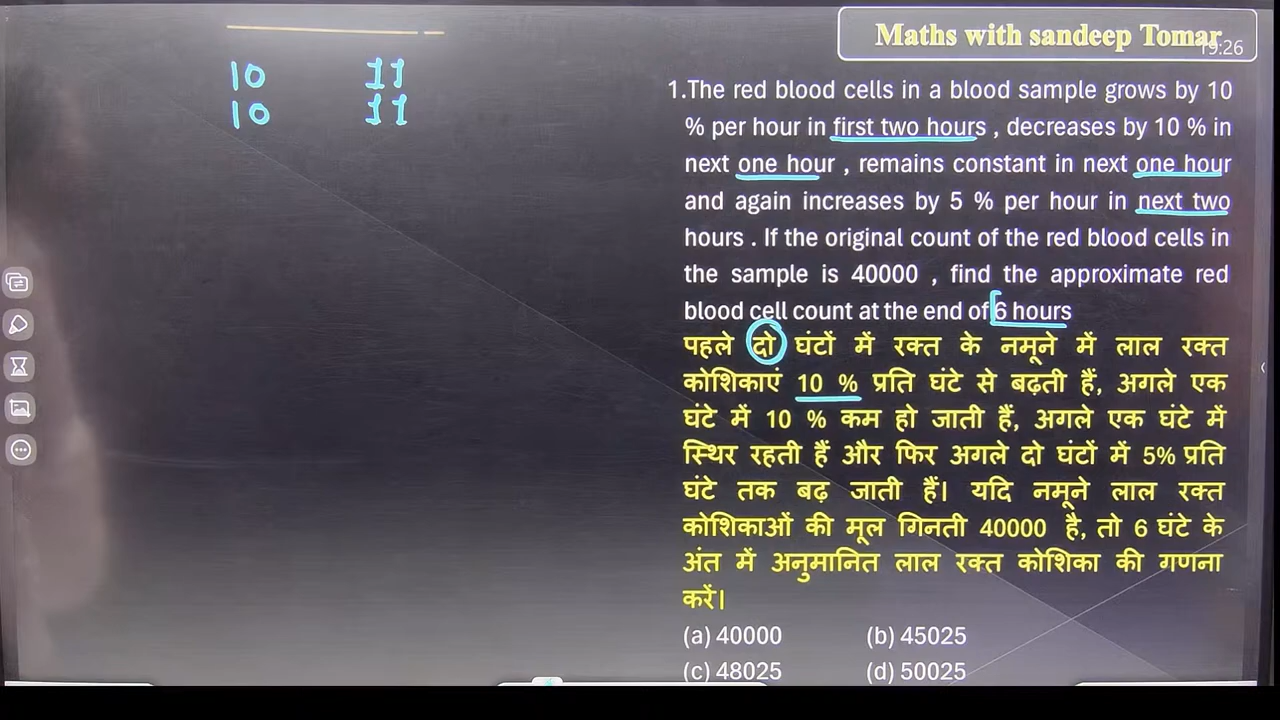 Maths with sandeep Tomar
19:26
10 11
10 11
1.The red blood cells in a blood sample grows by 10
% per hour in first two hours , decreases by 10 % in
next one hour , remains constant in next one hour
and again increases by 5 % per hour in next two
hours . If the original count of the red blood cells in
the sample is 40000 , find the approximate red
blood cell count at the end of 6 hours
पहले दो घंटों में रक्त के नमूने में लाल रक्त
कोशिकाएं 10 % प्रति घंटे से बढ़ती हैं, अगले एक
घंटे में 10 % कम हो जाती हैं, अगले एक घंटे में
स्थिर रहती हैं और फिर अगले दो घंटों में 5% प्रति
घंटे तक बढ़ जाती हैं। यदि नमूने लाल रक्त
कोशिकाओं की मूल गिनती 40000 है, तो 6 घंटे के
अंत में अनुमानित लाल रक्त कोशिका की गणना
करें।
(a) 40000 (b) 45025
(c) 48025 (d) 50025